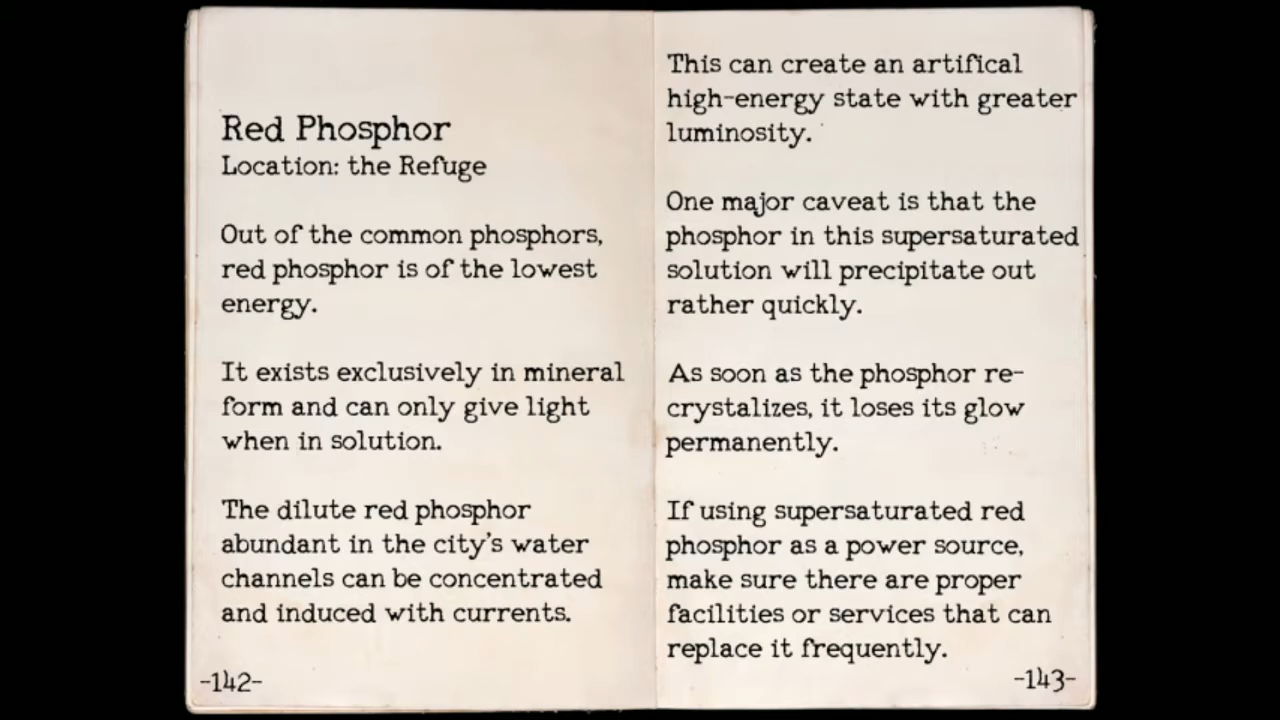 Red Phosphor
Location: the Refuge
Out of the common phosphors,
red phosphor is of the lowest
energy.
It exists exclusively in mineral
form and can only give light
when in solution.
The dilute red phosphor
abundant in the city's water
channels can be concentrated
and induced with currents.
-142-
This can create an artifical
high-energy state with greater
luminosity.
One major caveat is that the
phosphor in this supersaturated
solution will precipitate out
rather quickly.
As soon as the phosphor re-
crystalizes, it loses its glow
permanently.
If using supersaturated red
phosphor as a power source,
make sure there are proper
facilities or services that can
replace it frequently.
-143-